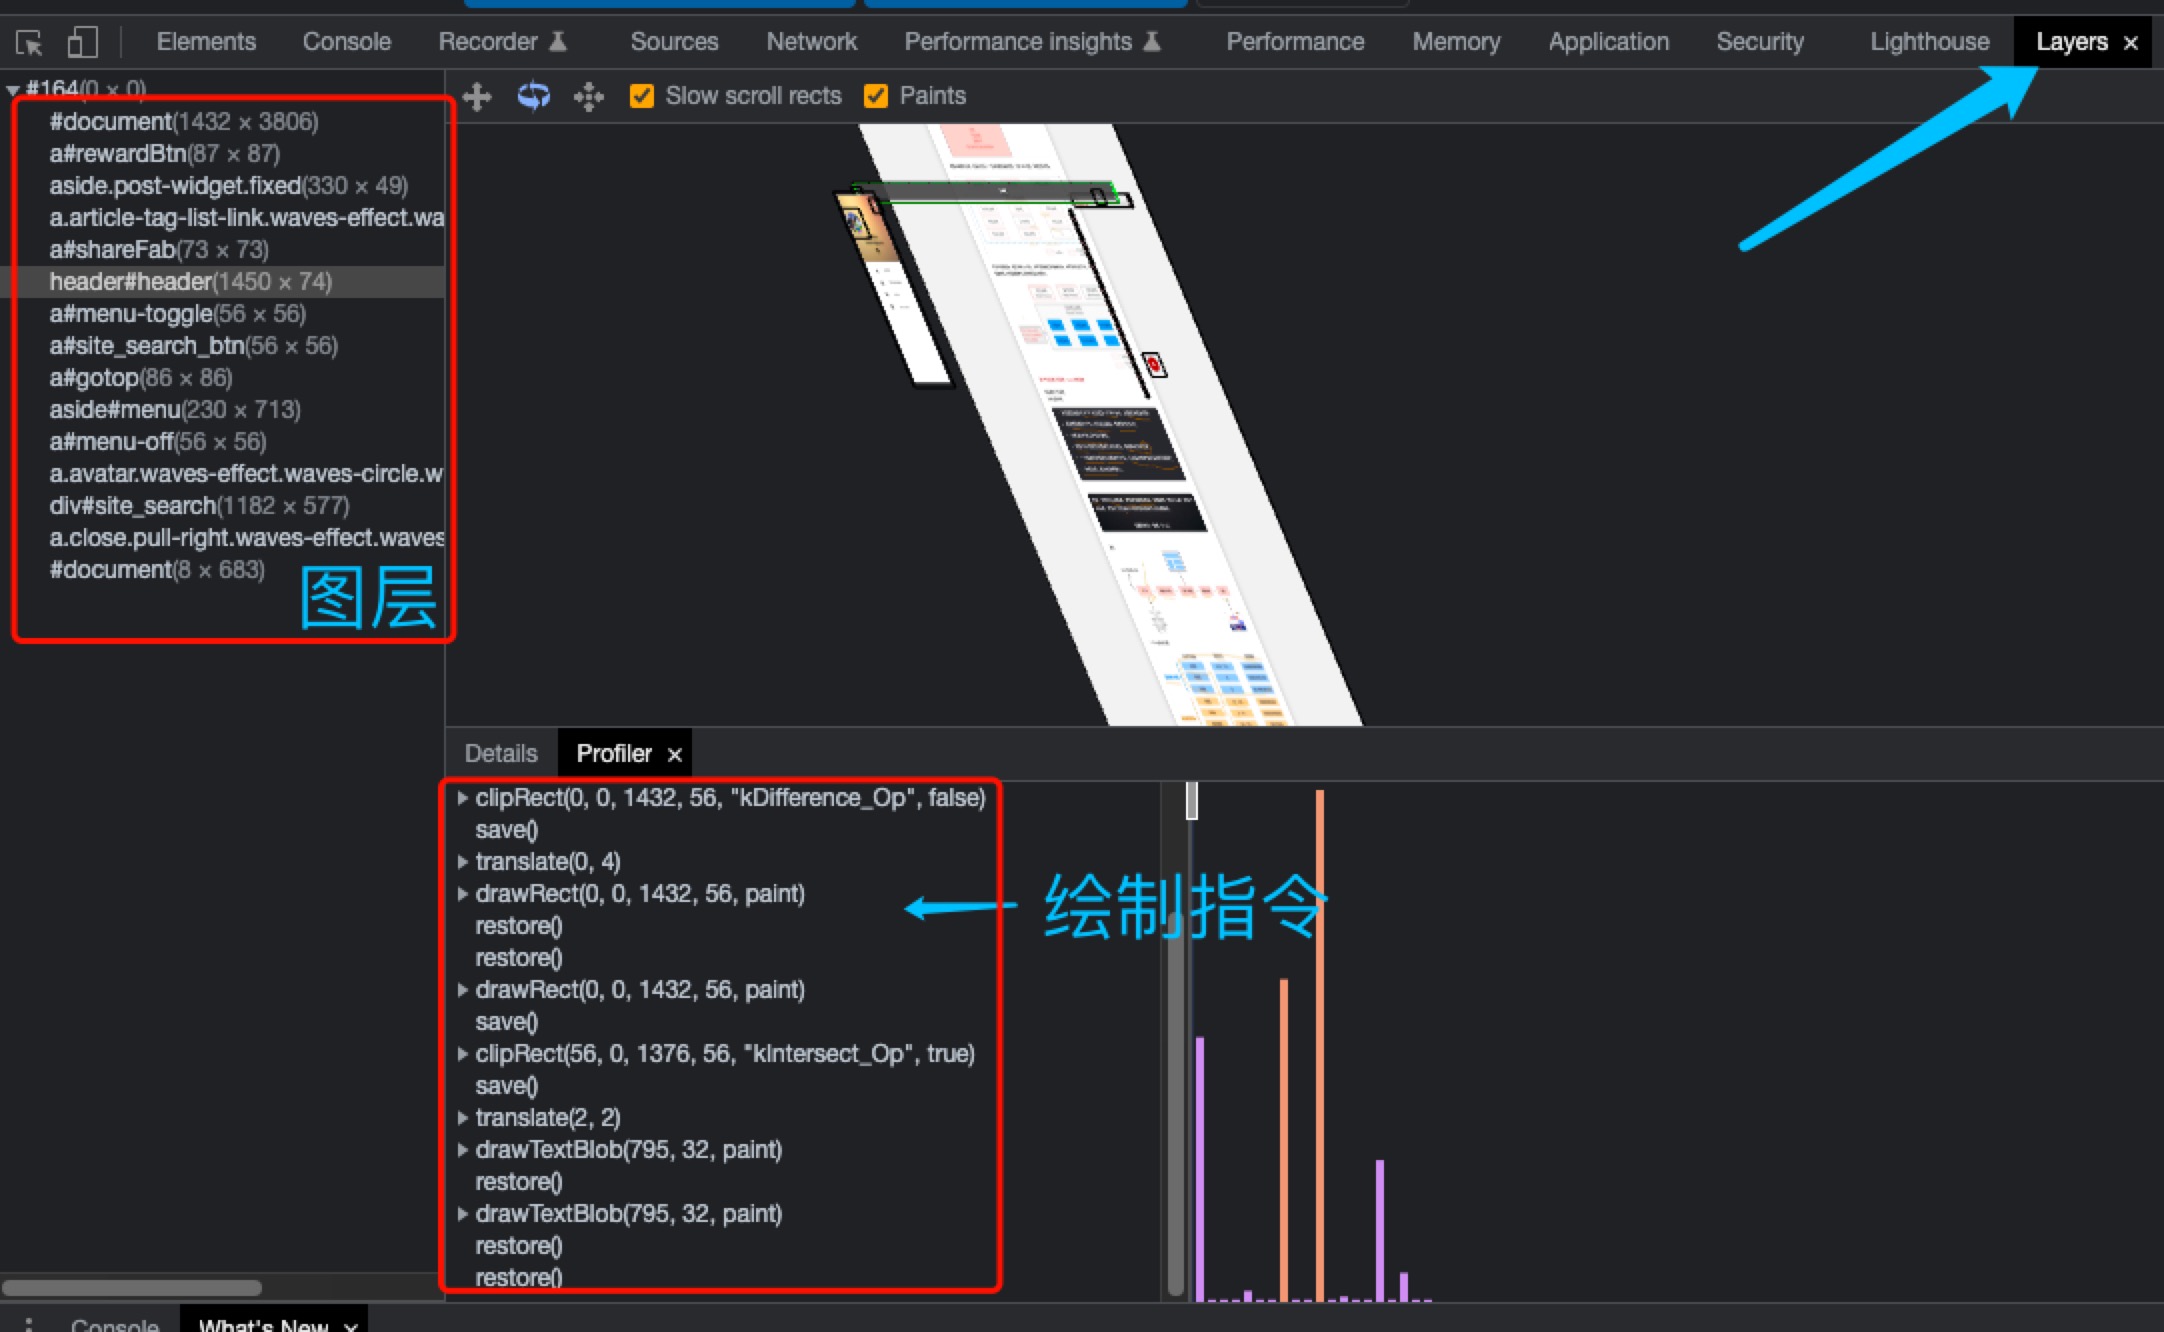 Elements Console Recorder Sources Network Performance insights Performance Memory Application Security Lighthouse Layers ×
#164(0 × 0)
Slow scroll rects Paints
#document(1432 × 3806)
a#rewardBtn(87 × 87)
aside.post-widget.fixed(330 × 49)
a.article-tag-list-link.waves-effect.wa
a#shareFab(73 × 73)
header#header(1450 × 74)
a#menu-toggle(56 × 56)
a#site_search_btn(56 × 56)
a#gotop(86 × 86)
aside#menu(230 × 713)
a#menu-off(56 × 56)
a.avatar.waves-effect.waves-circle.w
div#site_search(1182 × 577)
a.close.pull-right.waves-effect.waves
#document(8 × 683)
图层
Details Profiler ×
clipRect(0, 0, 1432, 56, "kDifference_Op", false)
save()
translate(0, 4)
drawRect(0, 0, 1432, 56, paint)
绘制指令
restore()
restore()
drawRect(0, 0, 1432, 56, paint)
save()
clipRect(56, 0, 1376, 56, "kIntersect_Op", true)
save()
translate(2, 2)
drawTextBlob(795, 32, paint)
restore()
drawTextBlob(795, 32, paint)
restore()
restore()
Console What's New ×